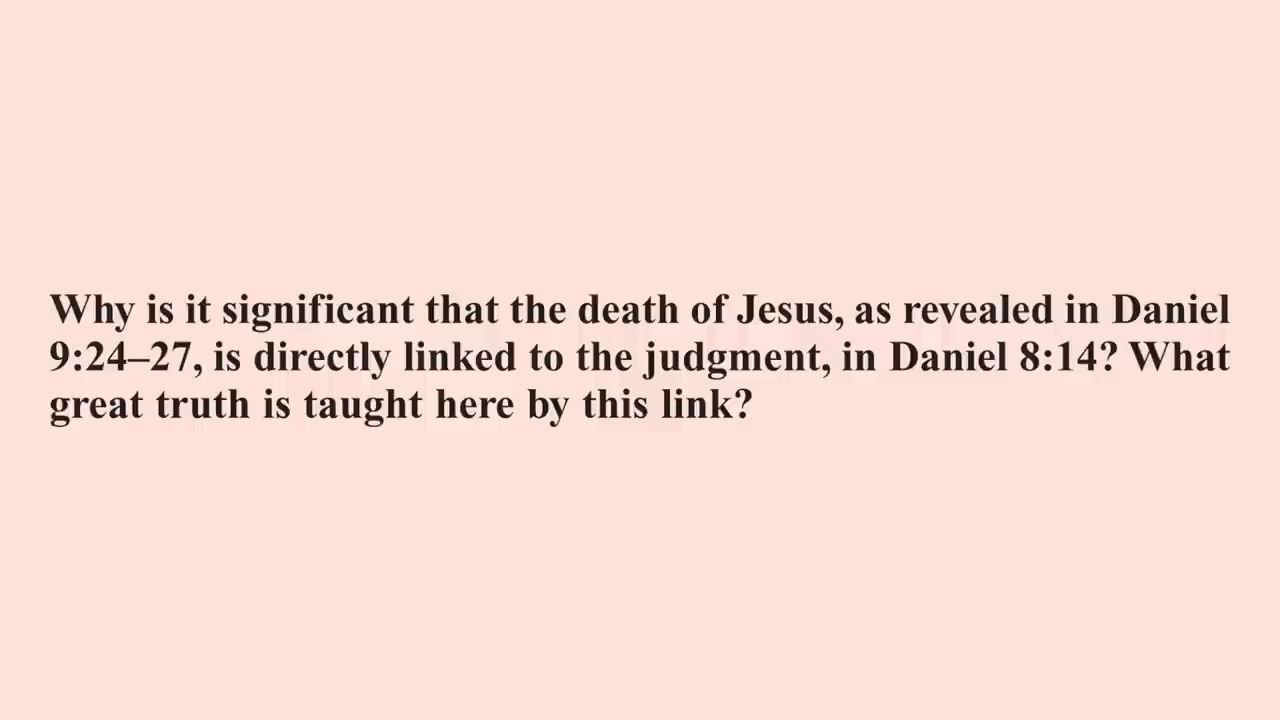 Why is it significant that the death of Jesus, as revealed in Daniel
9:24–27, is directly linked to the judgment, in Daniel 8:14? What
great truth is taught here by this link?